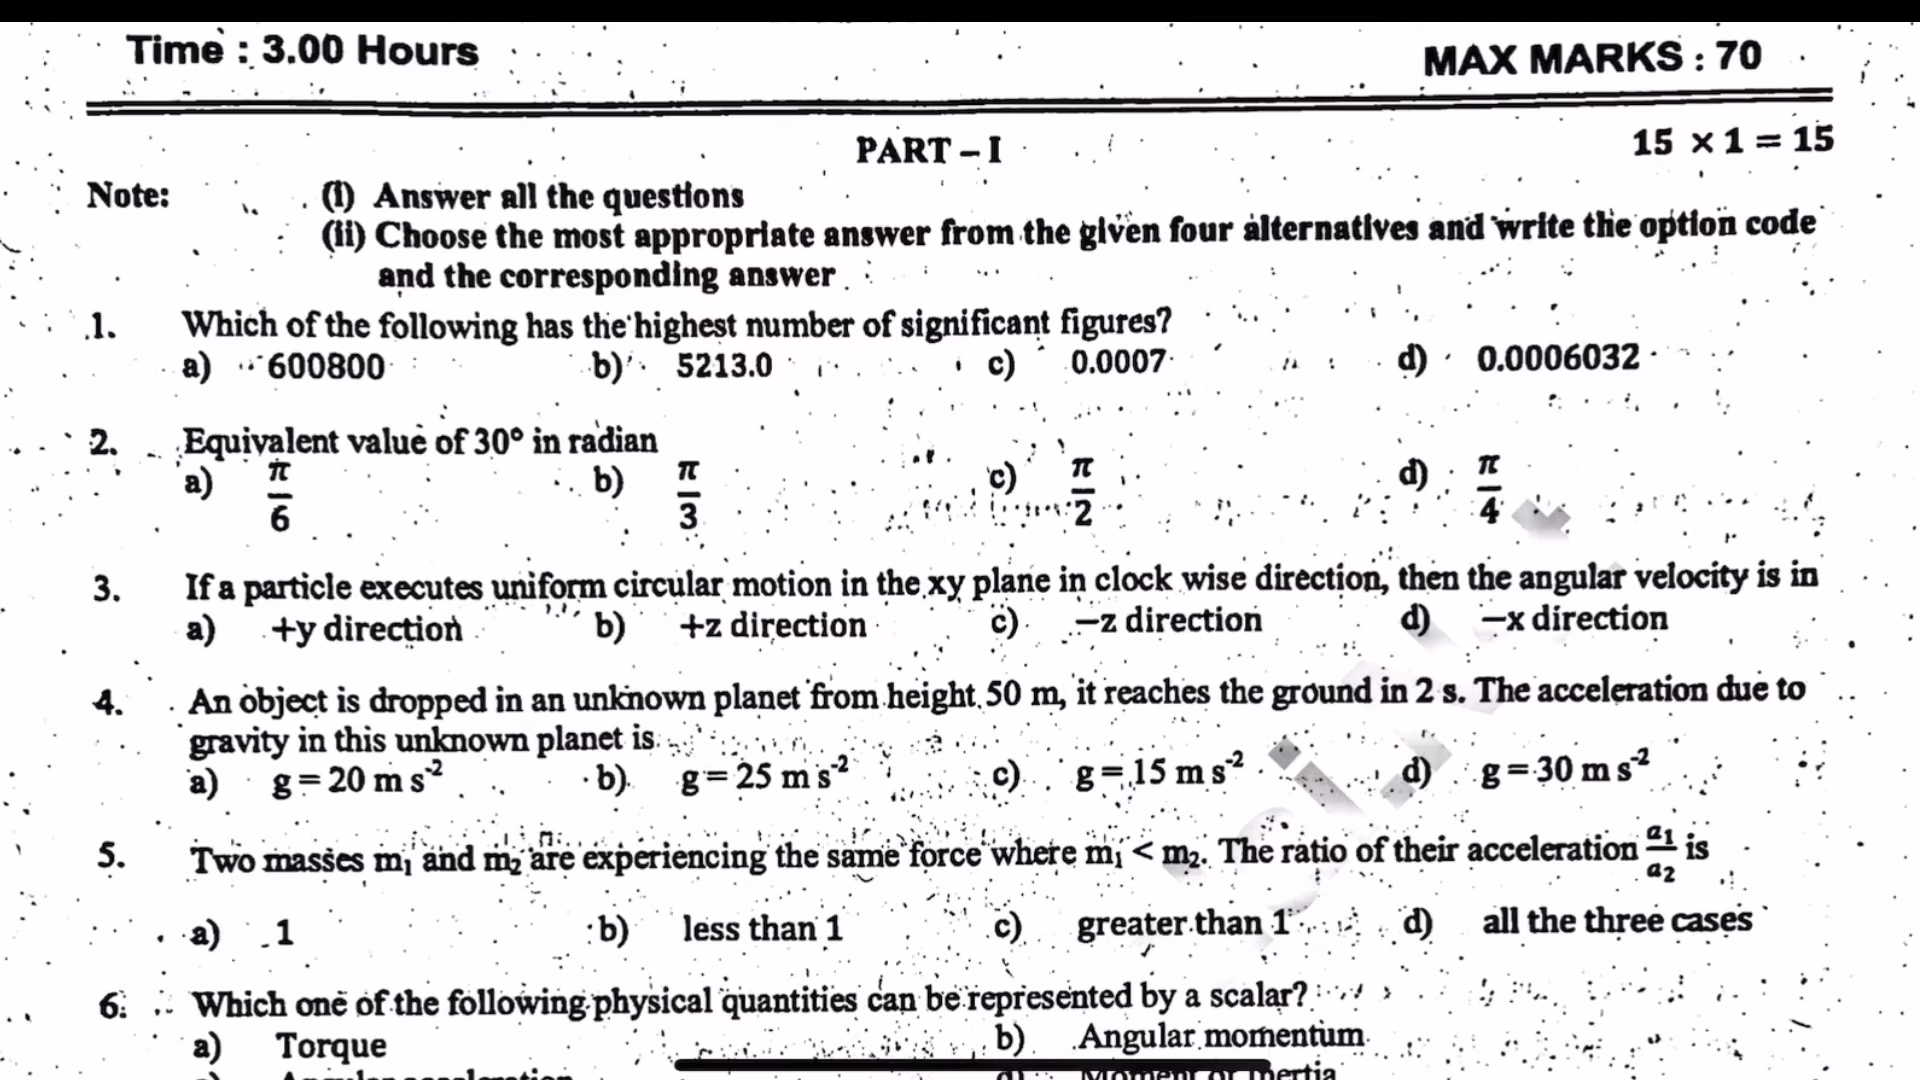 Time : 3.00 Hours
MAX MARKS : 70
PART – I
15 × 1 = 15
Note: (i) Answer all the questions
(ii) Choose the most appropriate answer from the given four alternatives and write the option code
and the corresponding answer
1. Which of the following has the highest number of significant figures?
a) 600800 b) 5213.0 c) 0.0007 d) 0.0006032
2. Equivalent value of 30° in radian
a) π/6 b) π/3 c) π/2 d) π/4
3. If a particle executes uniform circular motion in the xy plane in clock wise direction, then the angular velocity is in
a) +y direction b) +z direction c) –z direction d) –x direction
4. An object is dropped in an unknown planet from height 50 m, it reaches the ground in 2 s. The acceleration due to
gravity in this unknown planet is
a) g = 20 m s⁻² b) g = 25 m s⁻² c) g = 15 m s⁻² d) g = 30 m s⁻²
5. Two masses m₁ and m₂ are experiencing the same force where m₁ < m₂. The ratio of their acceleration a₁/a₂ is
a) 1 b) less than 1 c) greater than 1 d) all the three cases
6. Which one of the following physical quantities can be represented by a scalar?
a) Torque b) Angular momentum